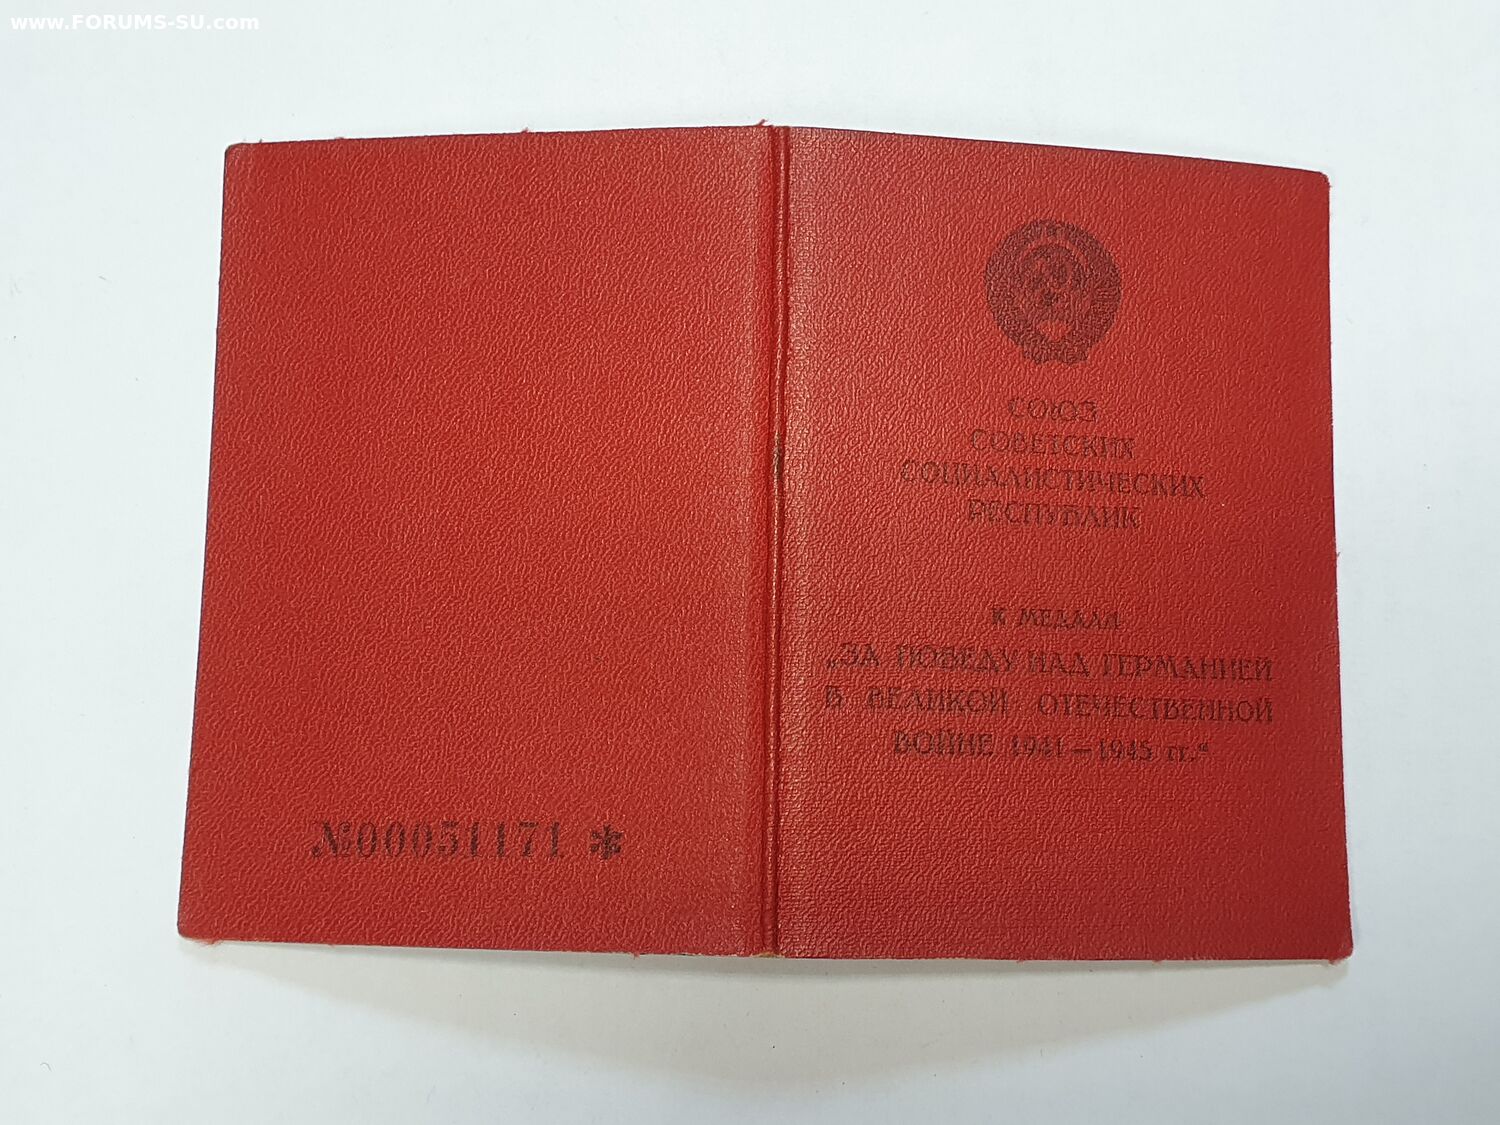 www.FORUMS-SU.com
СОЮЗ
СОВЕТСКИХ
СОЦИАЛИСТИЧЕСКИХ
РЕСПУБЛИК
К МЕДАЛИ
„ЗА ПОБЕДУ НАД ГЕРМАНИЕЙ
В ВЕЛИКОЙ ОТЕЧЕСТВЕННОЙ
ВОЙНЕ 1941—1945 гг.“
№00051171 *